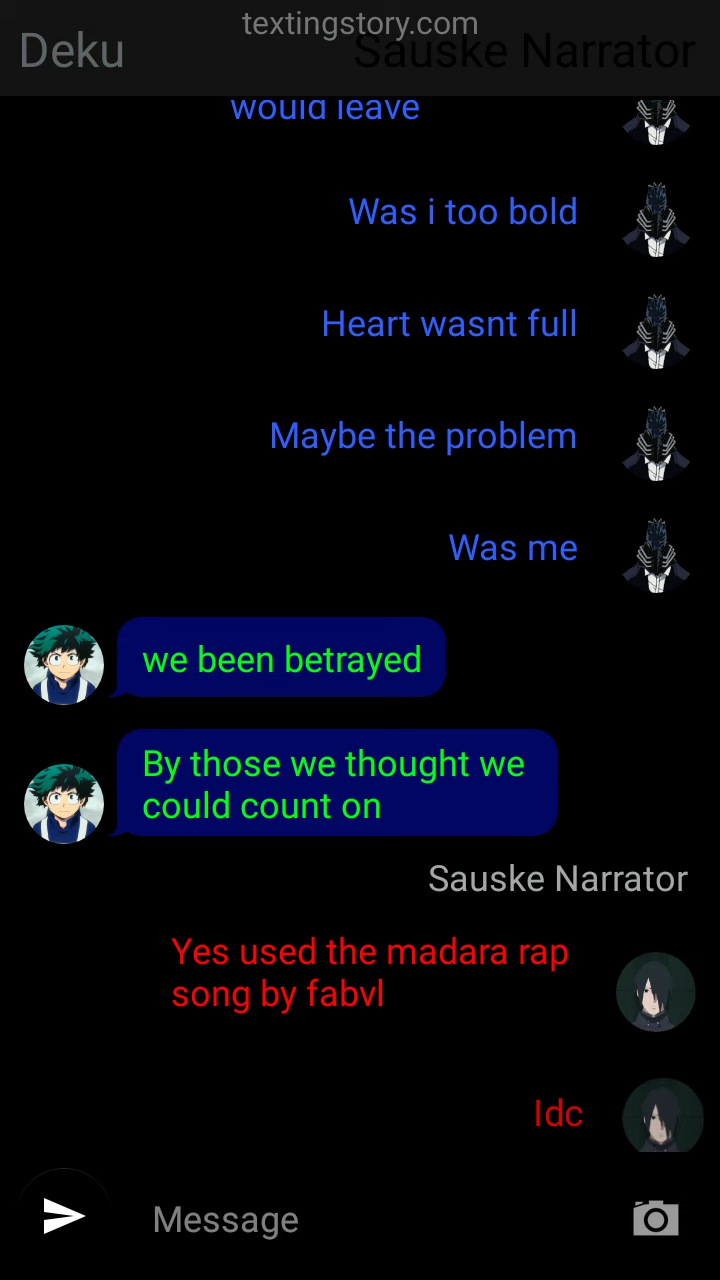 textingstory.com
Deku
Sauske Narrator
would leave
Was i too bold
Heart wasnt full
Maybe the problem
Was me
we been betrayed
By those we thought we
could count on
Sauske Narrator
Yes used the madara rap
song by fabvl
Idc
Message